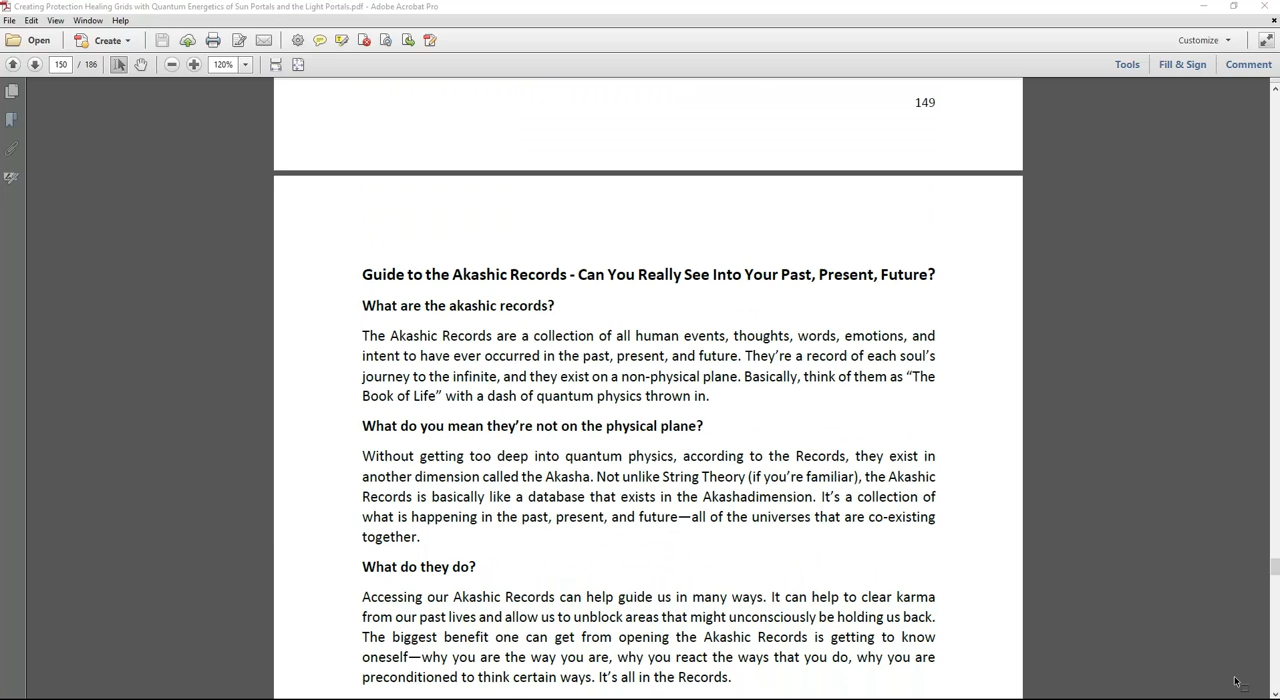 Creating Protection Healing Grids with Quantum Energetics of Sun Portals and the Light Portals.pdf - Adobe Acrobat Pro
File Edit View Window Help
Open Create Customize
150 / 186 120% Tools Fill & Sign Comment
149
Guide to the Akashic Records - Can You Really See Into Your Past, Present, Future?
What are the akashic records?
The Akashic Records are a collection of all human events, thoughts, words, emotions, and
intent to have ever occurred in the past, present, and future. They’re a record of each soul’s
journey to the infinite, and they exist on a non-physical plane. Basically, think of them as “The
Book of Life” with a dash of quantum physics thrown in.
What do you mean they’re not on the physical plane?
Without getting too deep into quantum physics, according to the Records, they exist in
another dimension called the Akasha. Not unlike String Theory (if you’re familiar), the Akashic
Records is basically like a database that exists in the Akashadimension. It’s a collection of
what is happening in the past, present, and future—all of the universes that are co-existing
together.
What do they do?
Accessing our Akashic Records can help guide us in many ways. It can help to clear karma
from our past lives and allow us to unblock areas that might unconsciously be holding us back.
The biggest benefit one can get from opening the Akashic Records is getting to know
oneself—why you are the way you are, why you react the ways that you do, why you are
preconditioned to think certain ways. It’s all in the Records.